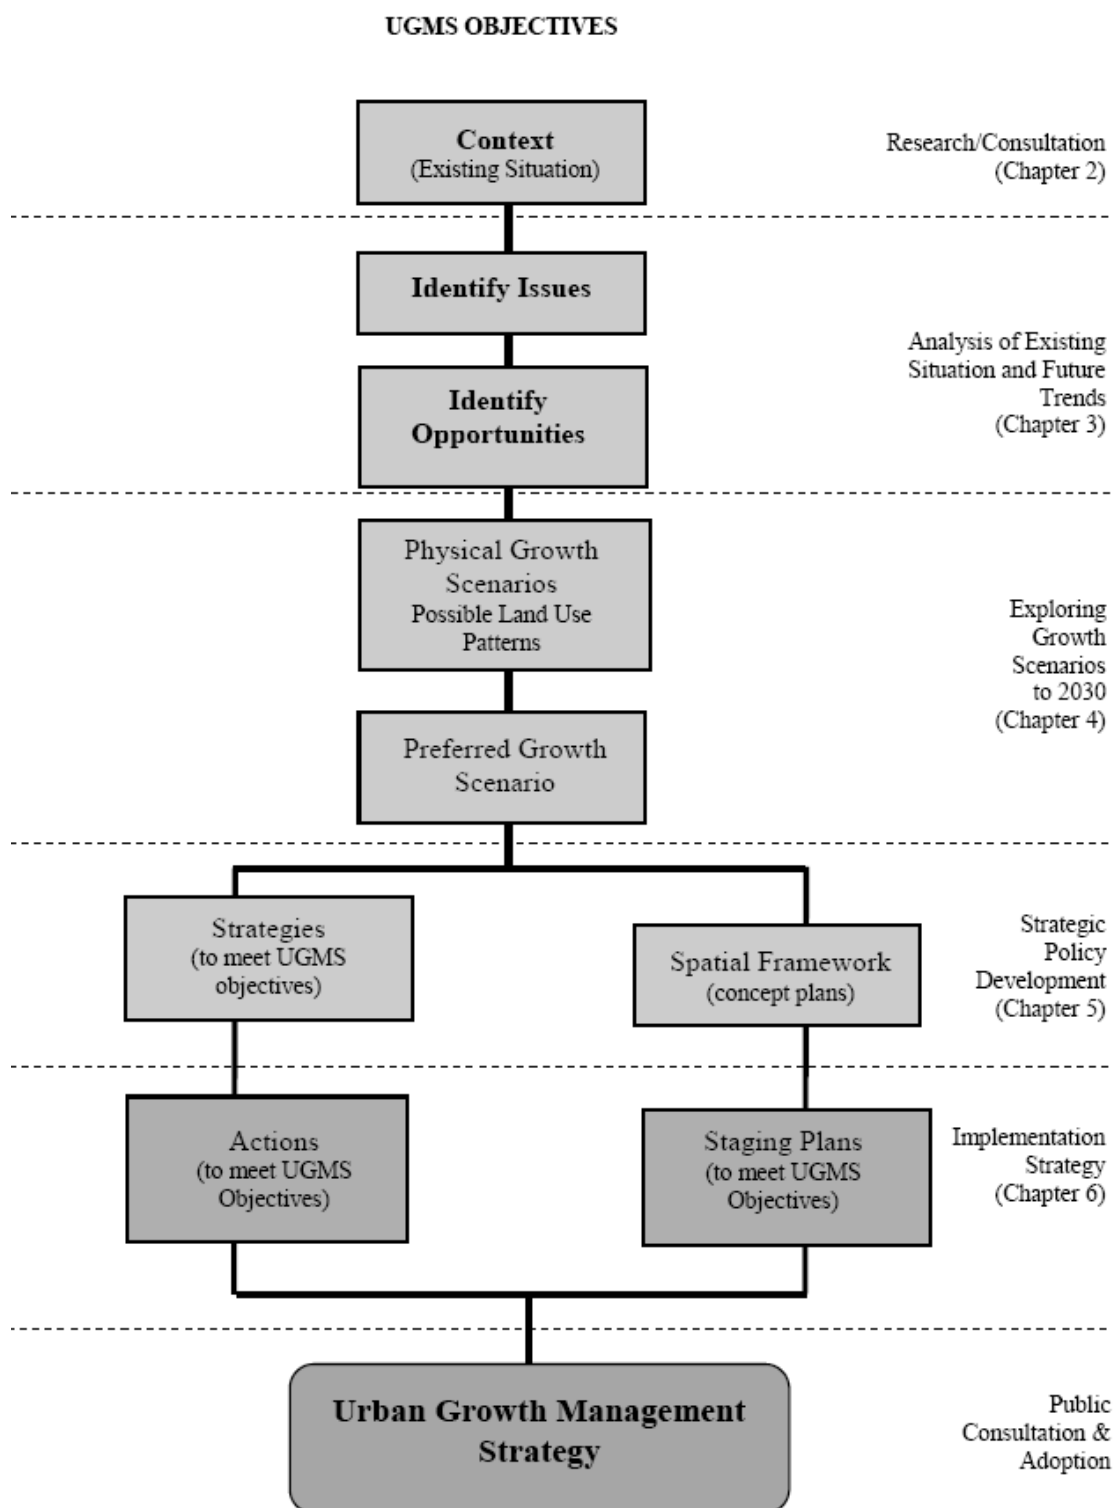 UGMS OBJECTIVES
Context
(Existing Situation)
Research/Consultation
(Chapter 2)
Identify Issues
Identify
Opportunities
Analysis of Existing
Situation and Future
Trends
(Chapter 3)
Physical Growth
Scenarios
Possible Land Use
Patterns
Preferred Growth
Scenario
Exploring
Growth
Scenarios
to 2030
(Chapter 4)
Strategies
(to meet UGMS
objectives)
Spatial Framework
(concept plans)
Strategic
Policy
Development
(Chapter 5)
Actions
(to meet UGMS
Objectives)
Staging Plans
(to meet UGMS
Objectives)
Implementation
Strategy
(Chapter 6)
Urban Growth Management
Strategy
Public
Consultation &
Adoption